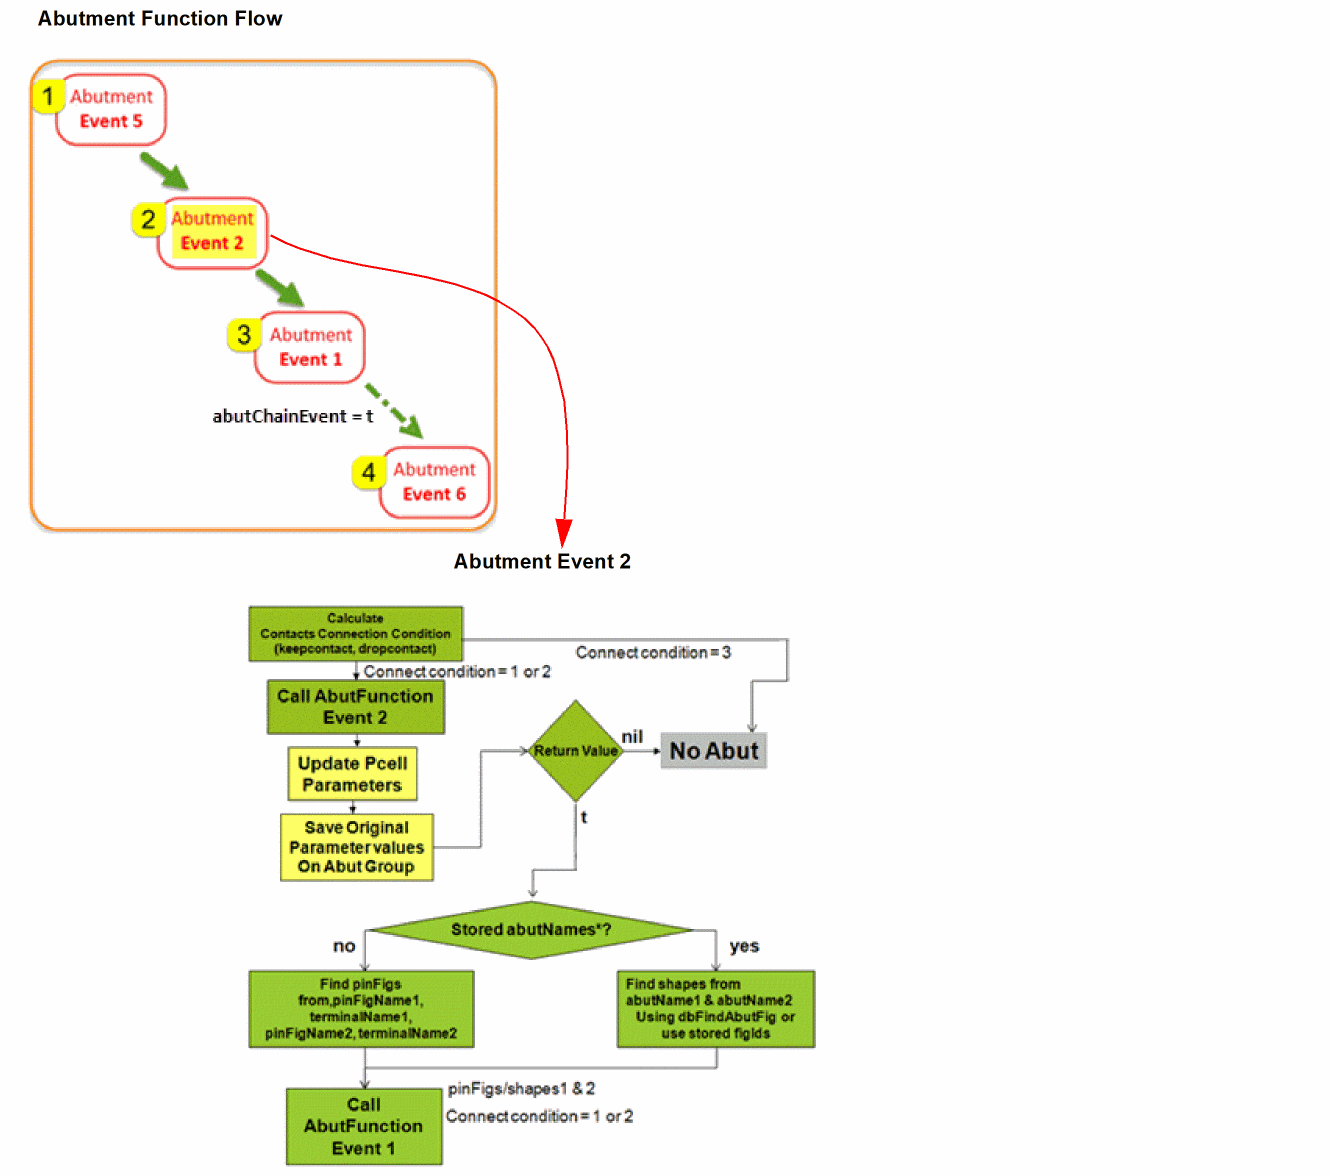 Abutment Function Flow
1
Abutment
Event 5
2
Abutment
Event 2
3
Abutment
Event 1
abutChainEvent = t
4
Abutment
Event 6
Abutment Event 2
Calculate
Contacts Connection Condition
(keepcontact, dropcontact)
Connect condition = 3
Connect condition = 1 or 2
Call AbutFunction
Event 2
Update Pcell
Parameters
Save Original
Parameter values
On Abut Group
Return Value
nil
No Abut
t
Stored abutNames*?
no
yes
Find pinFigs
from,pinFigName1,
terminalName1,
pinFigName2, terminalName2
Find shapes from
abutName1 & abutName2
Using dbFindAbutFig or
use stored figIds
pinFigs/shapes1 & 2
Connect condition = 1 or 2
Call
AbutFunction
Event 1